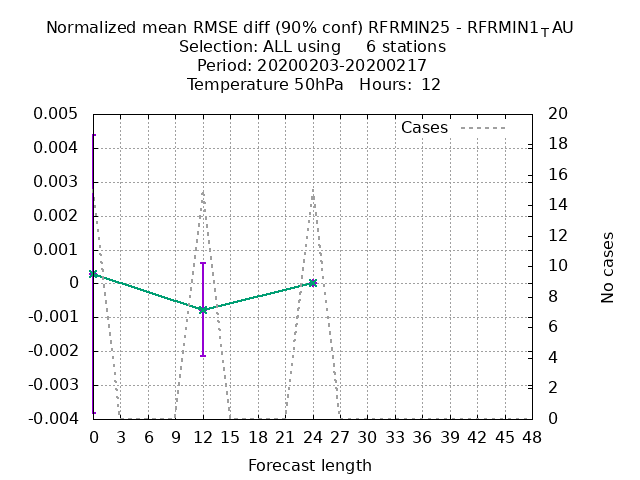 Normalized mean RMSE diff (90% conf) RFRMIN25 - RFRMIN1TAU
Selection: ALL using     6 stations
Period: 20200203-20200217
Temperature 50hPa   Hours:  12
Cases
0.005
0.004
0.003
0.002
0.001
0
-0.001
-0.002
-0.003
-0.004
20
18
16
14
12
10
8
6
4
2
0
No cases
0 3 6 9 12 15 18 21 24 27 30 33 36 39 42 45 48
Forecast length